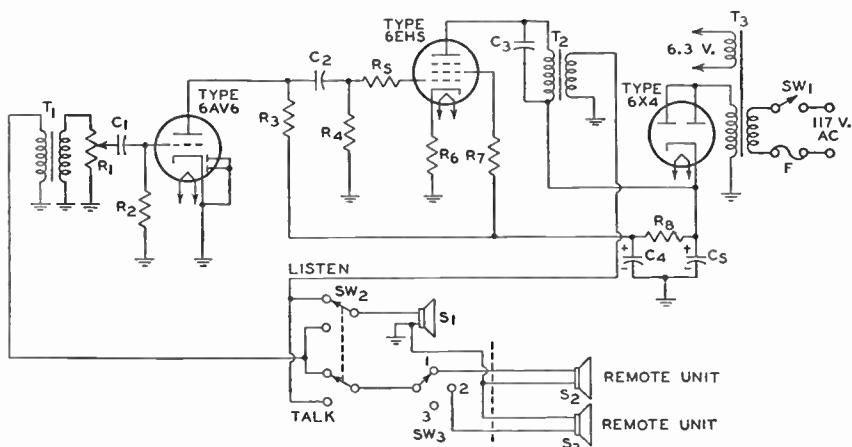 TYPE
6EH5
C3
T2
T3
6.3 V.
TYPE
6X4
SW1
117 V.
AC
F
TYPE
6AV6
C2
R5
R3
R4
R6
R7
T1
C1
R1
R2
R8
C4
C5
+
-
+
-
LISTEN
SW2
S1
TALK
1
2
3
SW3
S2
REMOTE UNIT
REMOTE UNIT
S3